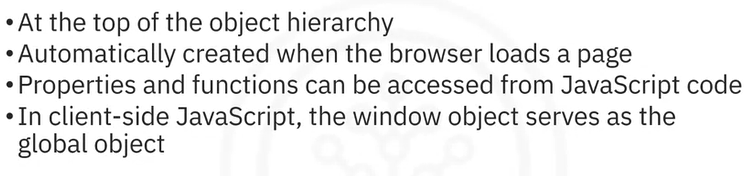 • At the top of the object hierarchy
• Automatically created when the browser loads a page
• Properties and functions can be accessed from JavaScript code
• In client-side JavaScript, the window object serves as the
global object